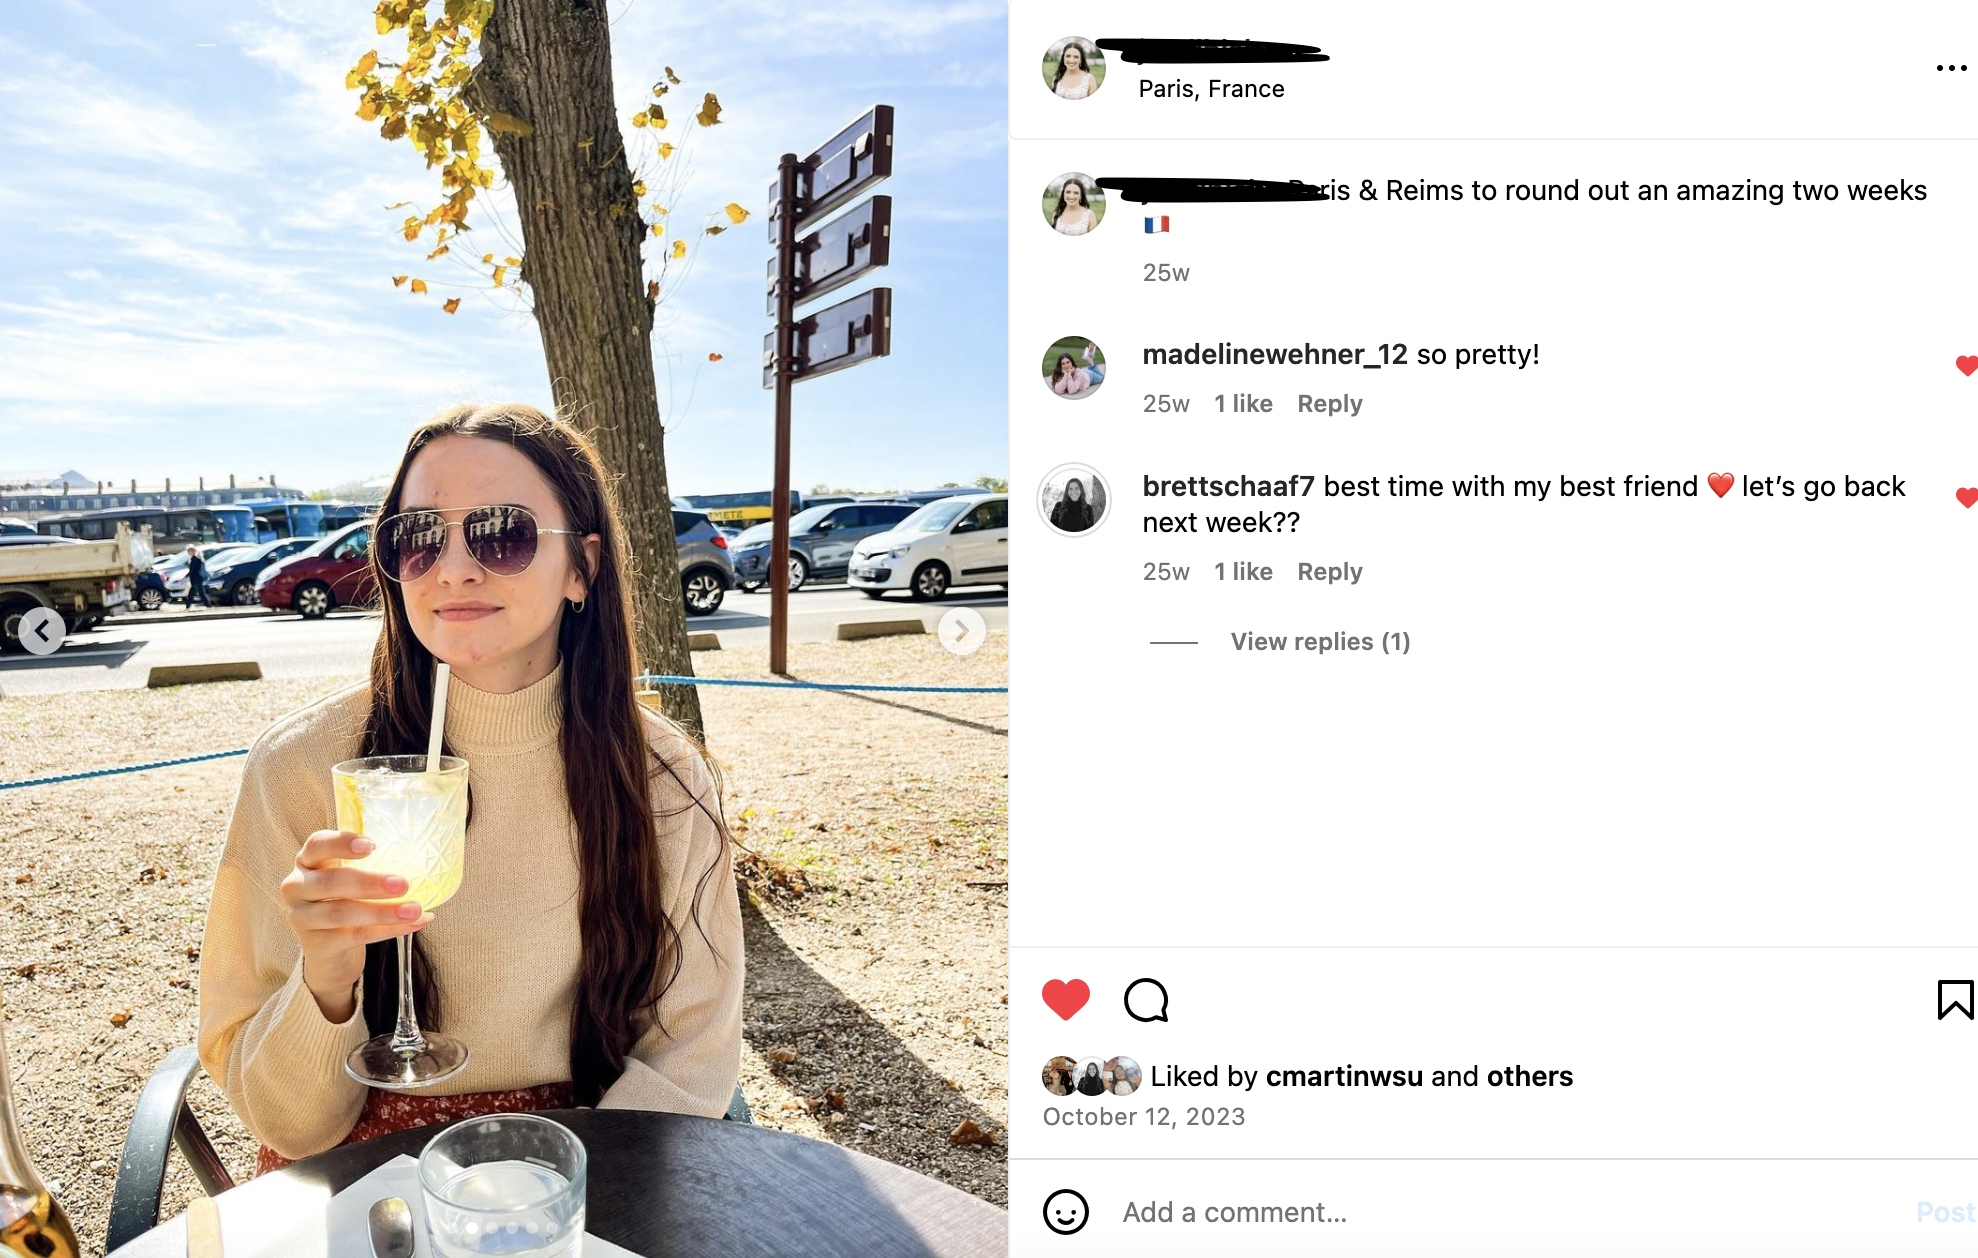 Paris, France
is & Reims to round out an amazing two weeks
🇫🇷
25w
madelinewehner_12 so pretty!
25w 1 like Reply
brettschaaf7 best time with my best friend ❤️ let’s go back
next week??
25w 1 like Reply
View replies (1)
Liked by cmartinwsu and others
October 12, 2023
Add a comment...
Post